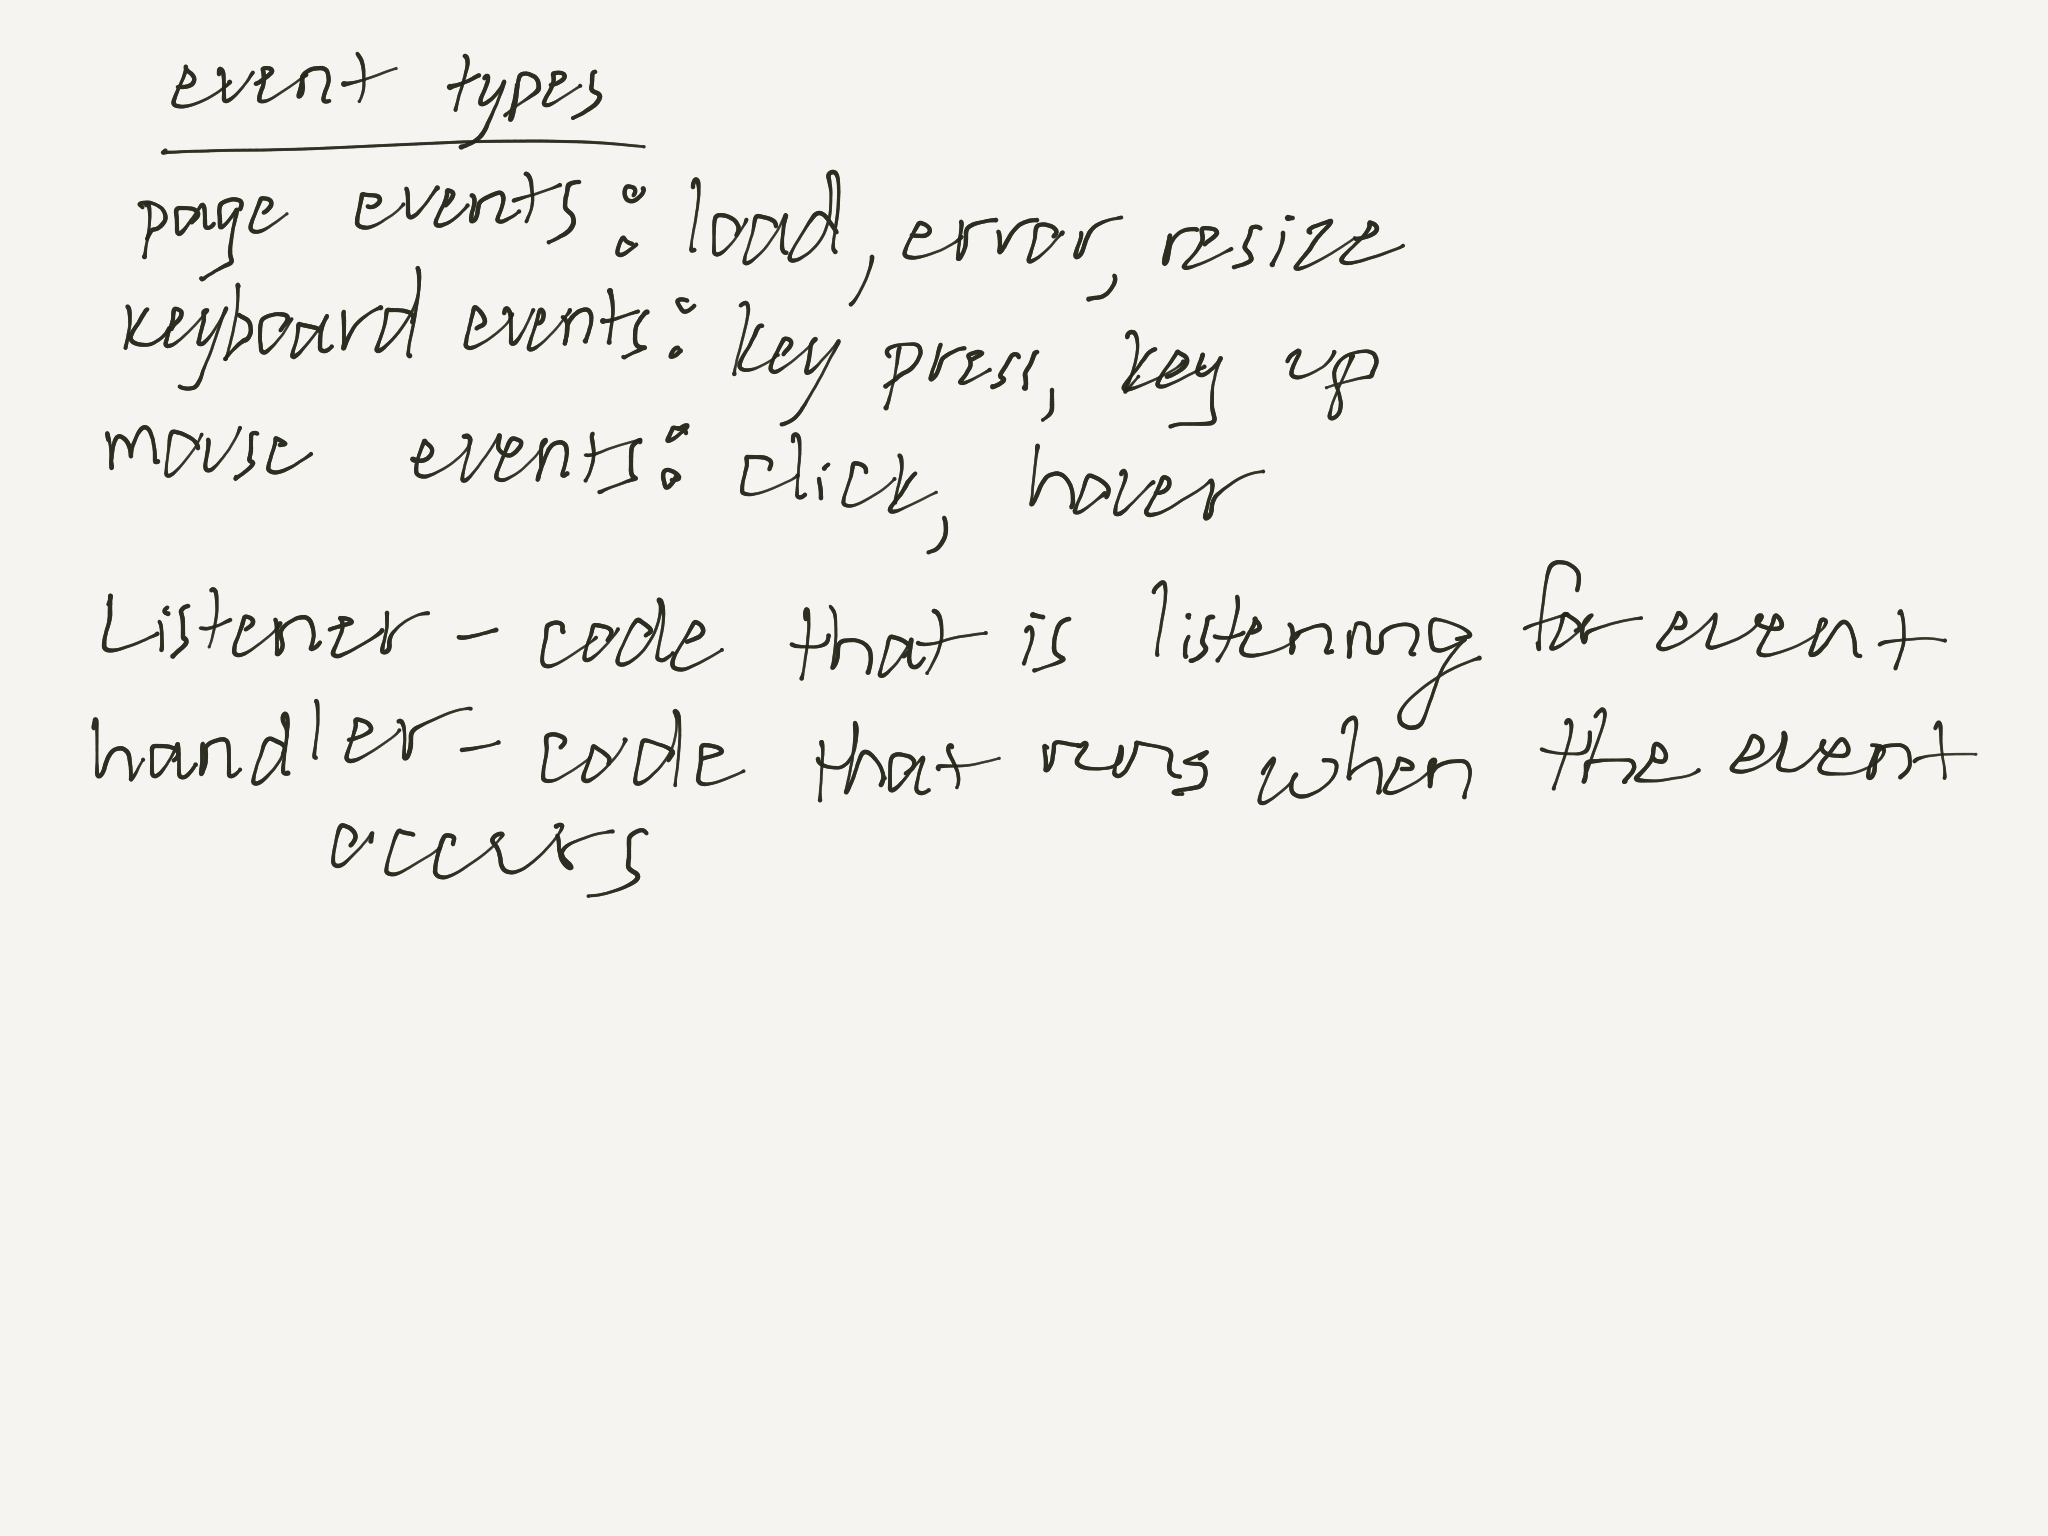 event types
page events: load, error, resize
keyboard events: key press, key up
mouse events: click, hover
Listener - code that is listening for event
handler - code that runs when the event
occurs